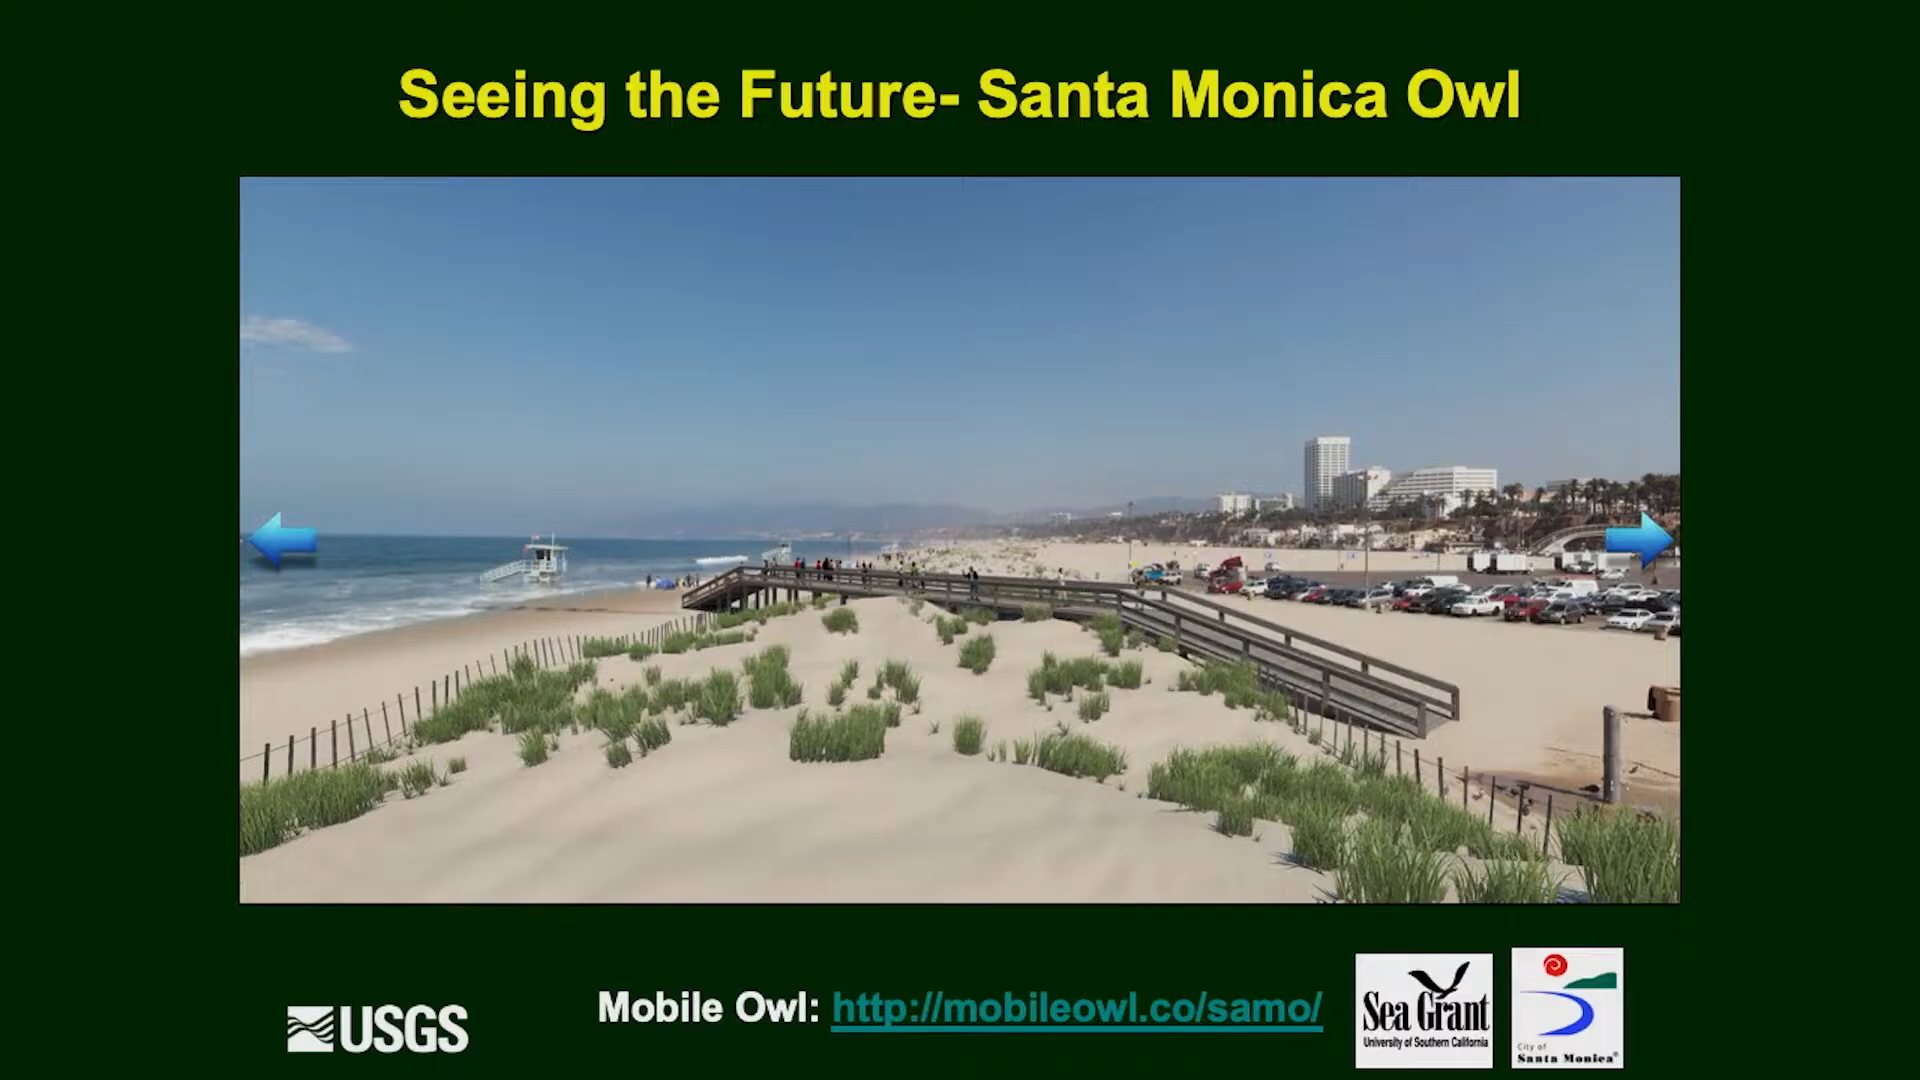 Seeing the Future- Santa Monica Owl
USGS
Mobile Owl: http://mobileowl.co/samo/
Sea Grant
University of Southern California
City of
Santa Monica®